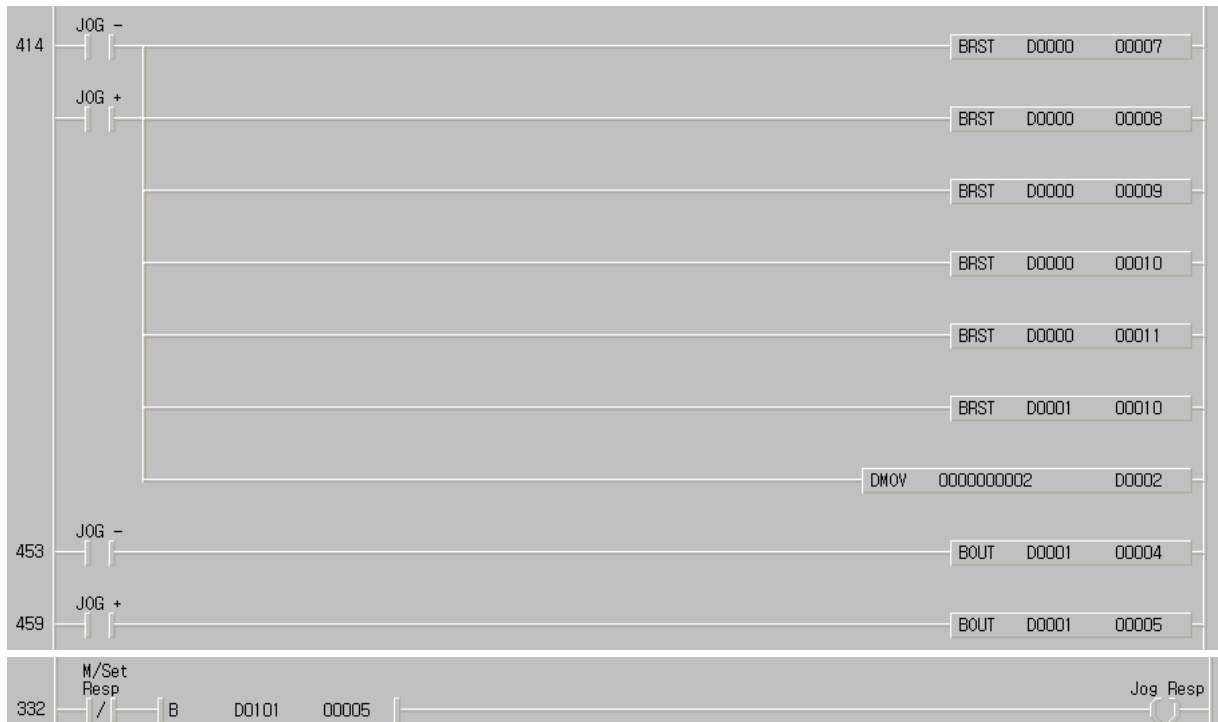 JOG -
414 BRST D0000 00007
JOG +
BRST D0000 00008
BRST D0000 00009
BRST D0000 00010
BRST D0000 00011
BRST D0001 00010
DMOV 0000000002 D0002
JOG -
453 BOUT D0001 00004
JOG +
459 BOUT D0001 00005
M/Set
Resp Jog Resp
332 B D0101 00005